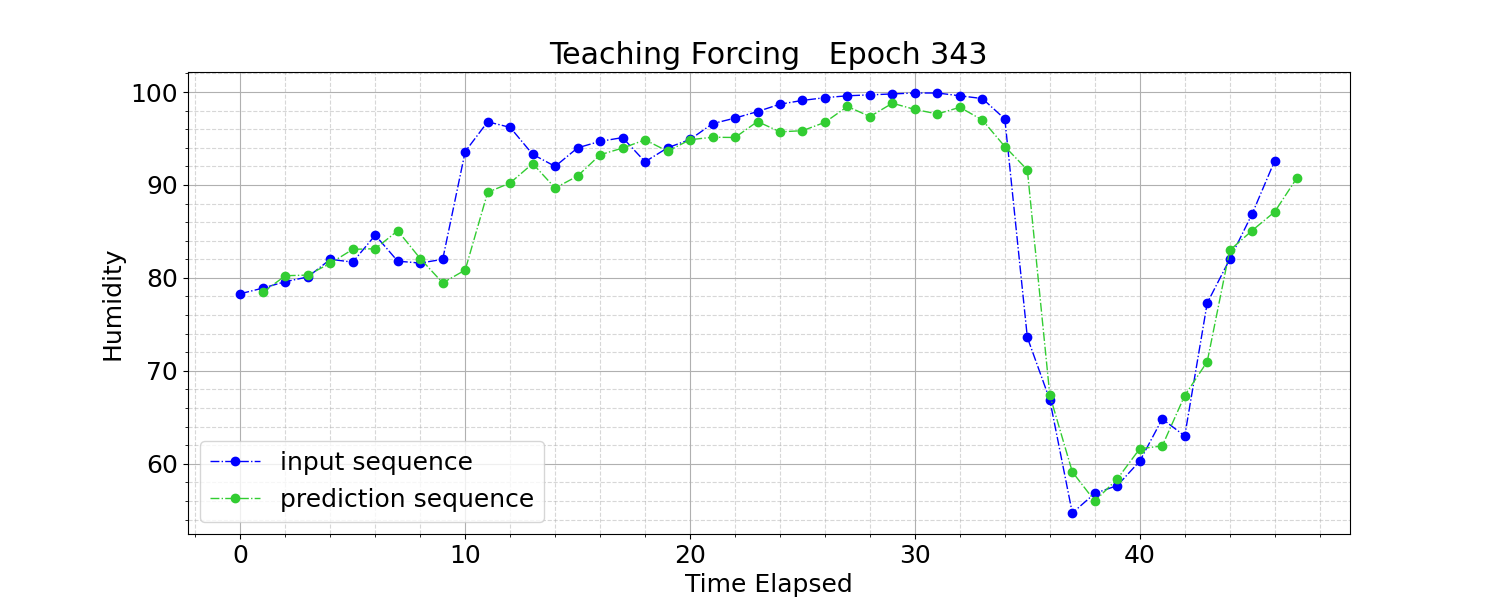 Teaching Forcing   Epoch 343
100
90
80
70
60
Humidity
input sequence
prediction sequence
0 10 20 30 40
Time Elapsed